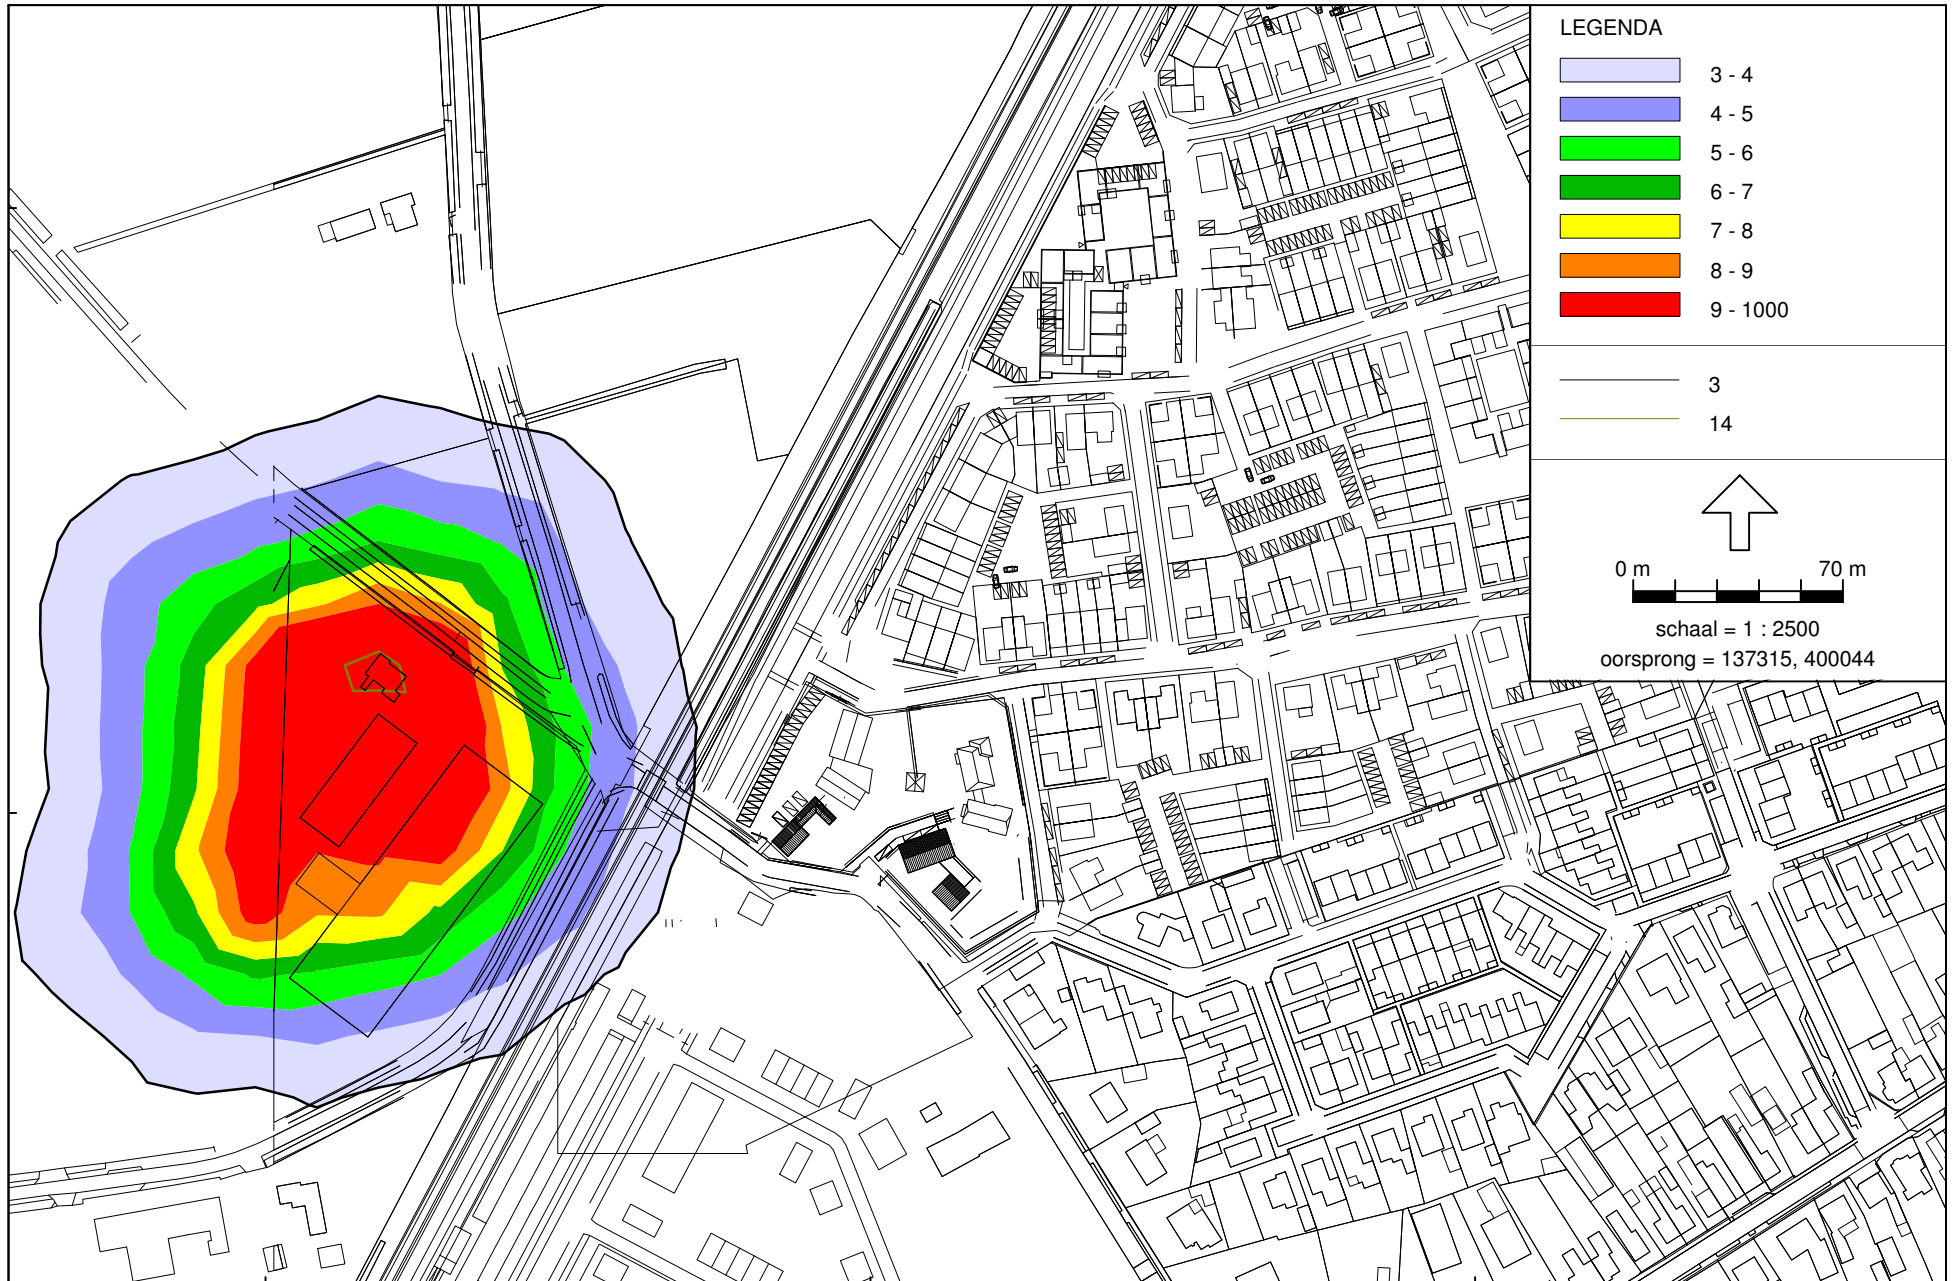 LEGENDA
3 - 4
4 - 5
5 - 6
6 - 7
7 - 8
8 - 9
9 - 1000
3
14
0 m 70 m
schaal = 1 : 2500
oorsprong = 137315, 400044